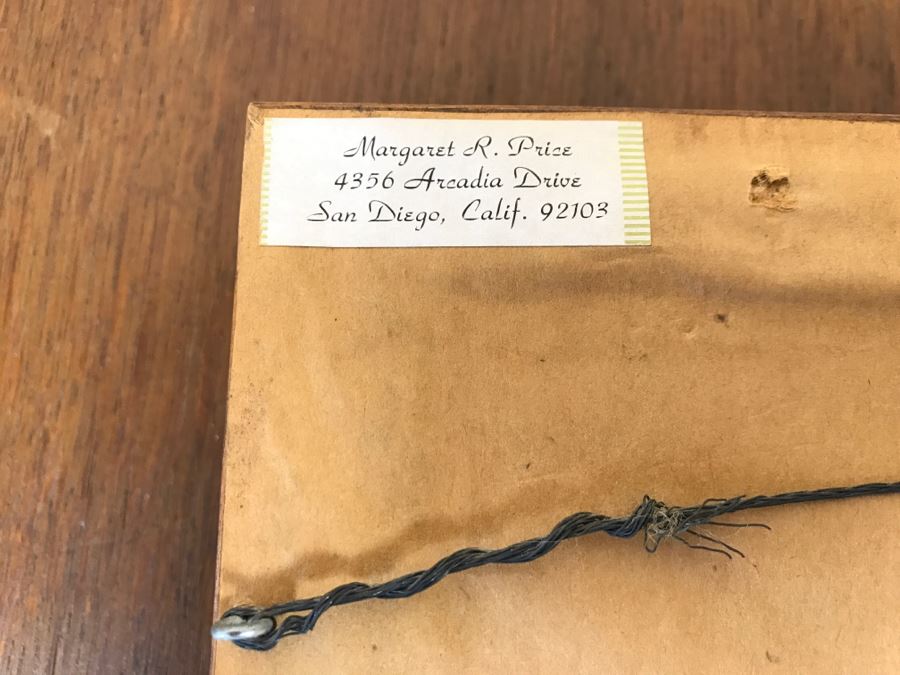 Margaret R. Price
4356 Arcadia Drive
San Diego, Calif. 92103